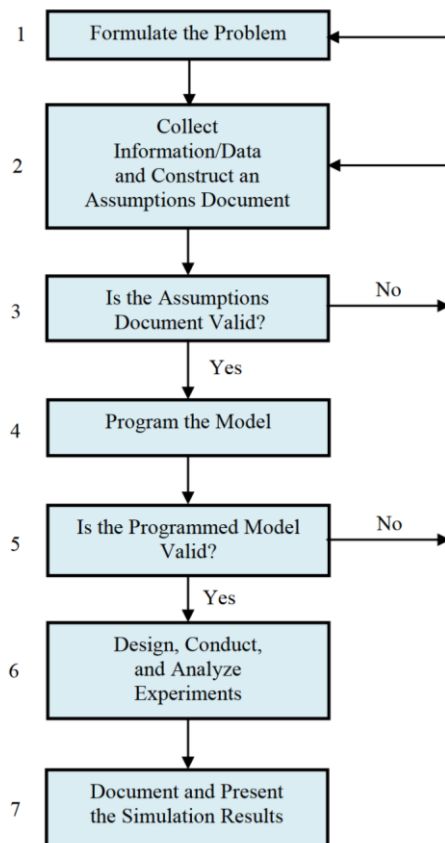 1
Formulate the Problem
2
Collect
Information/Data
and Construct an
Assumptions Document
3
Is the Assumptions
Document Valid?
No
Yes
4
Program the Model
5
Is the Programmed Model
Valid?
No
Yes
6
Design, Conduct,
and Analyze
Experiments
7
Document and Present
the Simulation Results